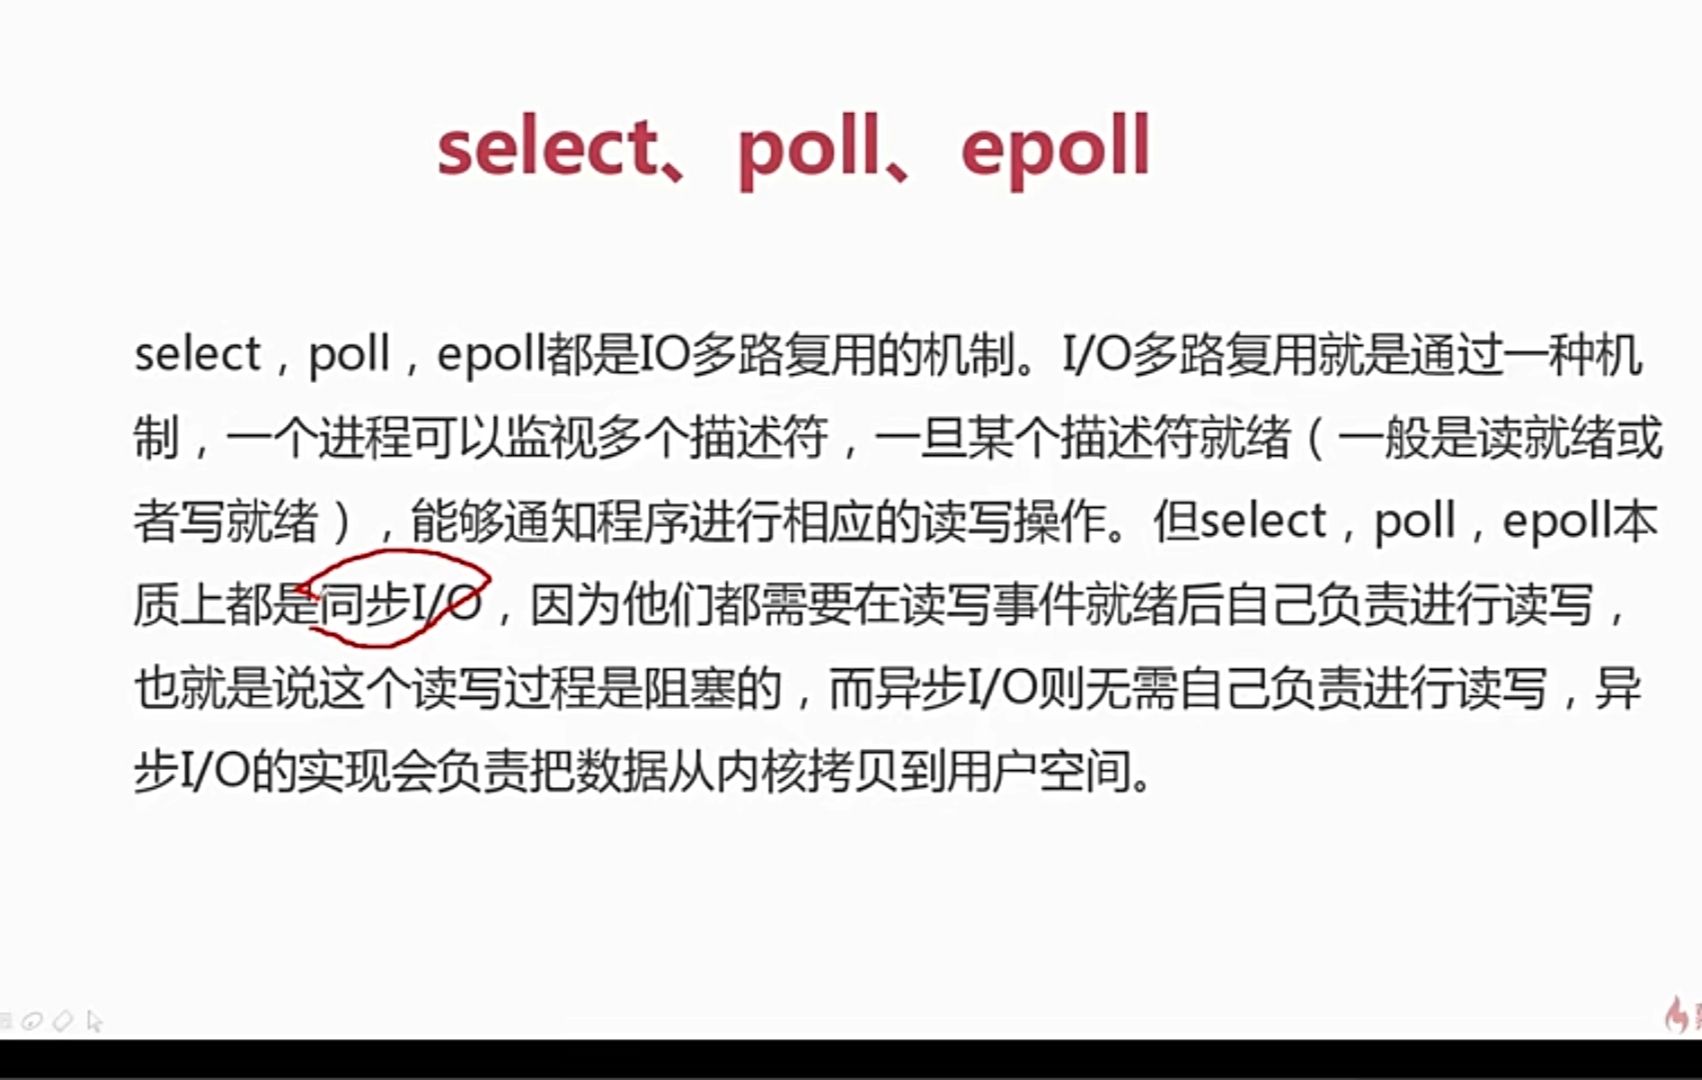 select、poll、epoll
select，poll，epoll都是IO多路复用的机制。I/O多路复用就是通过一种机
制，一个进程可以监视多个描述符，一旦某个描述符就绪（一般是读就绪或
者写就绪），能够通知程序进行相应的读写操作。但select，poll，epoll本
质上都是同步I/O，因为他们都需要在读写事件就绪后自己负责进行读写，
也就是说这个读写过程是阻塞的，而异步I/O则无需自己负责进行读写，异
步I/O的实现会负责把数据从内核拷贝到用户空间。